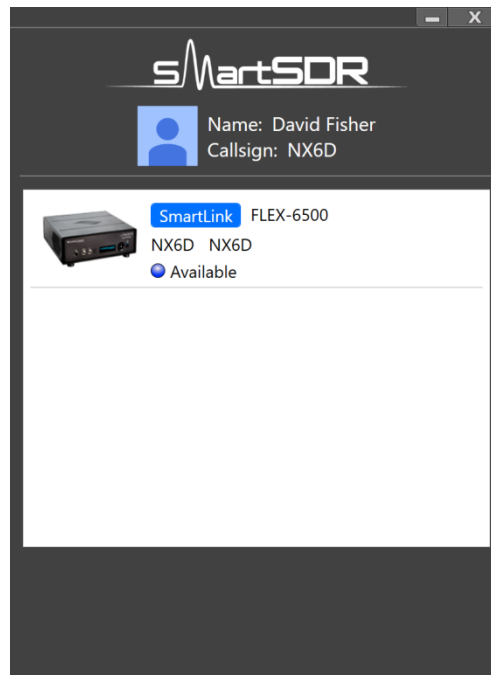 X
smartSDR
Name: David Fisher
Callsign: NX6D
SmartLink FLEX-6500
NX6D NX6D
Available